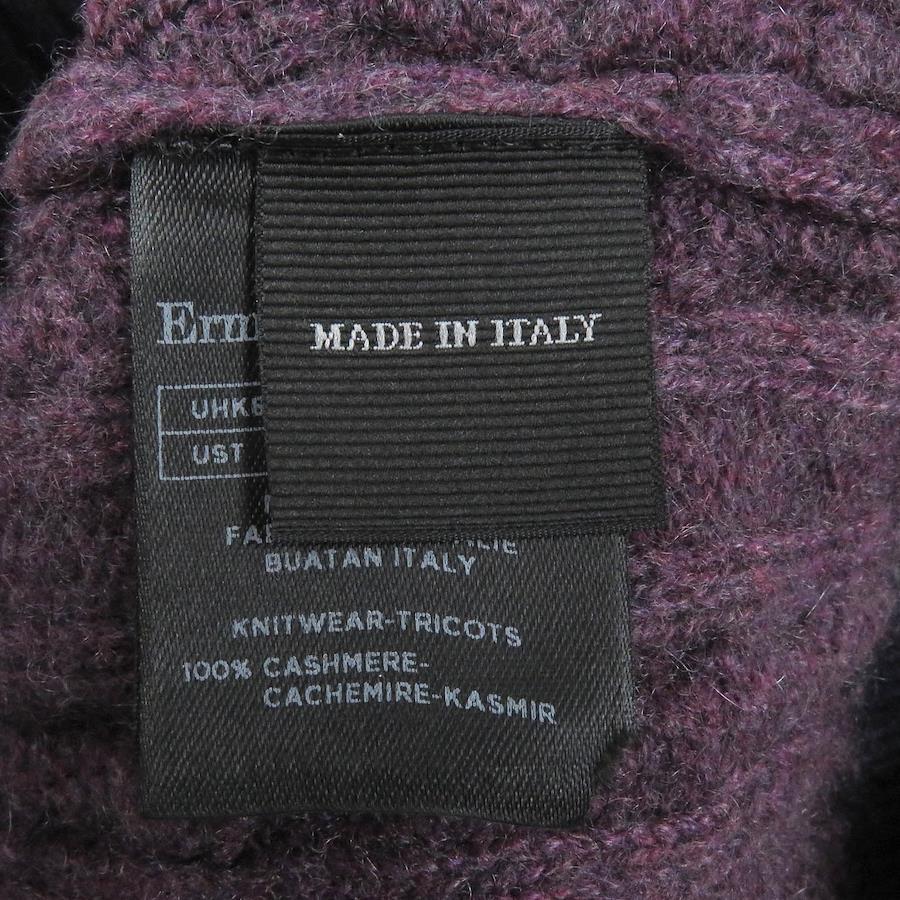 MADE IN ITALY
UST
BUATAN ITALY
KNITWEAR-TRICOTS
100% CASHMERE-
CACHEMIRE-KASMIR